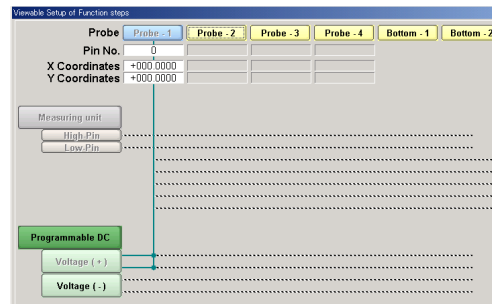 Viewable Setup of Function steps
Probe Probe - 1 Probe - 2 Probe - 3 Probe - 4 Bottom - 1 Bottom - 2
Pin No. 0
X Coordinates +000.0000
Y Coordinates +000.0000
Measuring unit
High-Pin
Low-Pin
Programmable DC
Voltage ( + )
Voltage ( - )